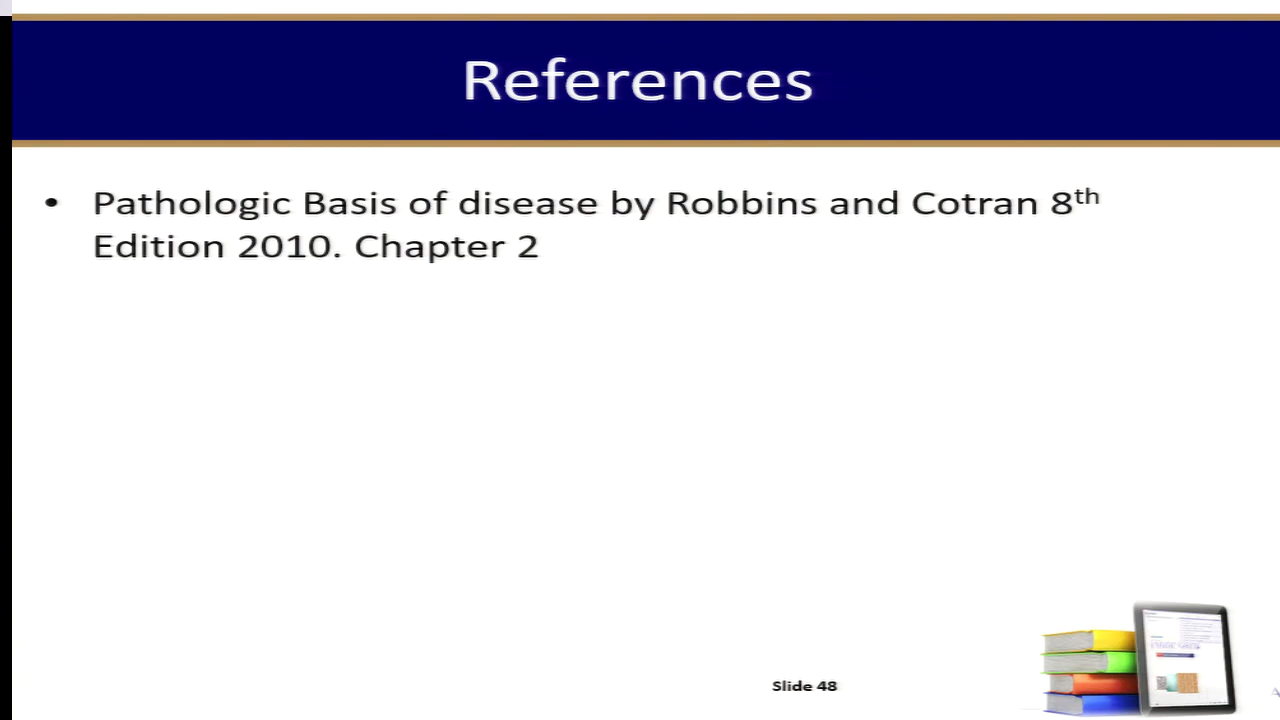 References
• Pathologic Basis of disease by Robbins and Cotran 8th
Edition 2010. Chapter 2
Slide 48